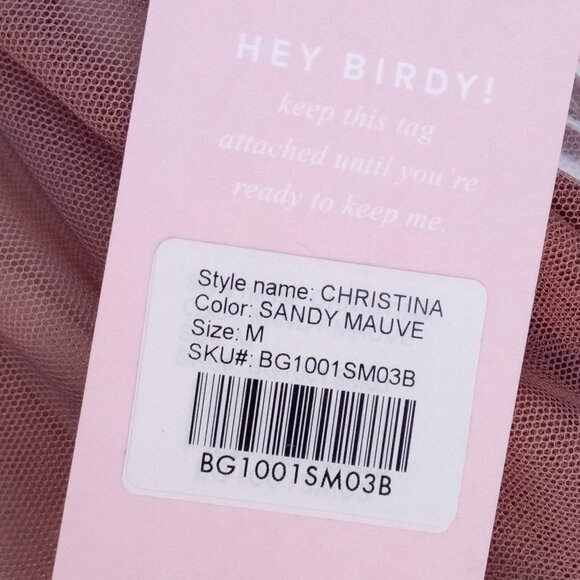 HEY BIRDY!
keep this tag
attached until you're
ready to keep me.
Style name: CHRISTINA
Color: SANDY MAUVE
Size: M
SKU#: BG1001SM03B
BG1001SM03B